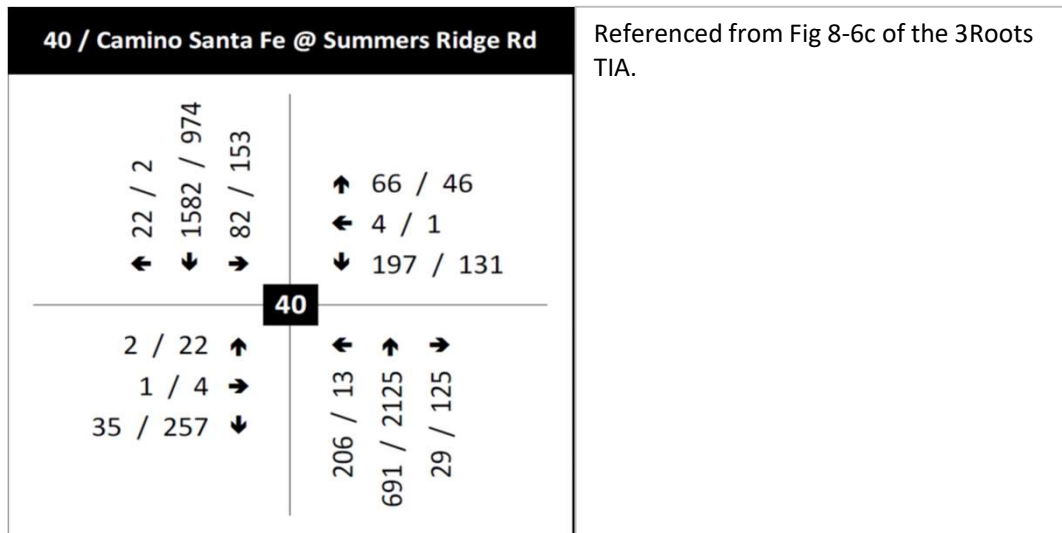 40 / Camino Santa Fe @ Summers Ridge Rd
Referenced from Fig 8-6c of the 3Roots
TIA.
22 / 2
1582 / 974
82 / 153
66 / 46
4 / 1
197 / 131
40
2 / 22
1 / 4
35 / 257
206 / 13
691 / 2125
29 / 125